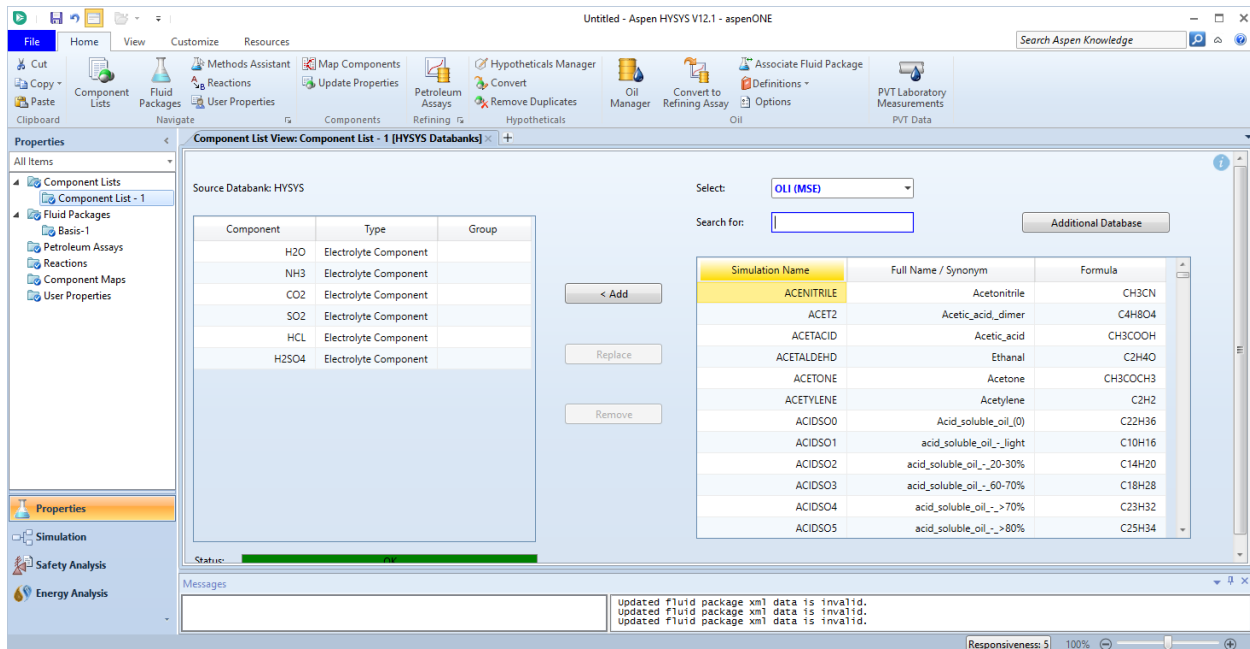 Untitled - Aspen HYSYS V12.1 - aspenONE
File Home View Customize Resources Search Aspen Knowledge
Cut
Copy
Paste
Clipboard
Component Lists
Fluid Packages
Methods Assistant
Reactions
User Properties
Navigate
Map Components
Update Properties
Components
Petroleum Assays
Refining
Hypotheticals Manager
Convert
Remove Duplicates
Hypotheticals
Oil Manager
Convert to Refining Assay
Associate Fluid Package
Definitions
Options
Oil
PVT Laboratory Measurements
PVT Data
Properties
All Items
Component Lists
Component List - 1
Fluid Packages
Basis-1
Petroleum Assays
Reactions
Component Maps
User Properties
Properties
Simulation
Safety Analysis
Energy Analysis
Component List View: Component List - 1 [HYSYS Databanks]
Source Databank: HYSYS
Component Type Group
H2O Electrolyte Component
NH3 Electrolyte Component
CO2 Electrolyte Component
SO2 Electrolyte Component
HCL Electrolyte Component
H2SO4 Electrolyte Component
< Add
Replace
Remove
Select: OLI (MSE)
Search for:
Additional Database
Simulation Name Full Name / Synonym Formula
ACENITRILE Acetonitrile CH3CN
ACET2 Acetic_acid,_dimer C4H8O4
ACETACID Acetic_acid CH3COOH
ACETALDEHD Ethanal C2H4O
ACETONE Acetone CH3COCH3
ACETYLENE Acetylene C2H2
ACIDSO0 Acid_soluble_oil_(0) C22H36
ACIDSO1 acid_soluble_oil_-_light C10H16
ACIDSO2 acid_soluble_oil_-_20-30% C14H20
ACIDSO3 acid_soluble_oil_-_60-70% C18H28
ACIDSO4 acid_soluble_oil_-_>70% C23H32
ACIDSO5 acid_soluble_oil_-_>80% C25H34
Status: OK
Messages
Updated fluid package xml data is invalid.
Updated fluid package xml data is invalid.
Updated fluid package xml data is invalid.
Responsiveness: 5 100%